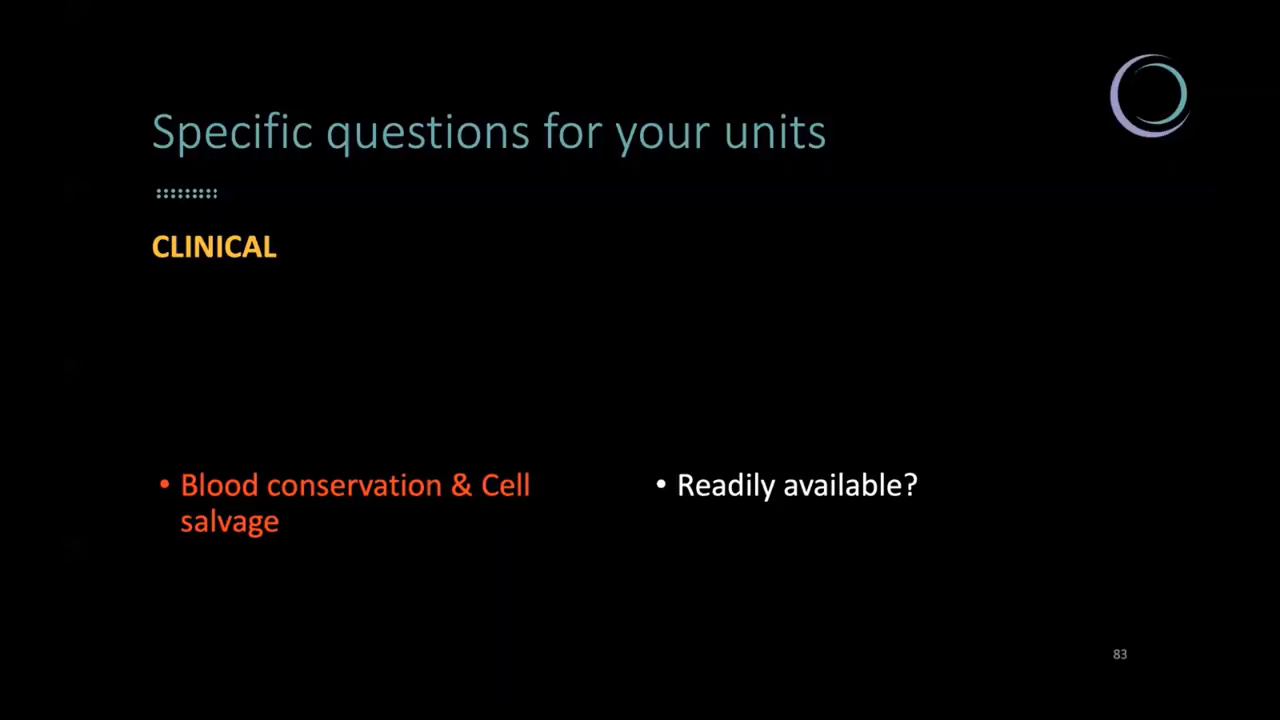 Specific questions for your units
CLINICAL
• Blood conservation & Cell
salvage
• Readily available?
83